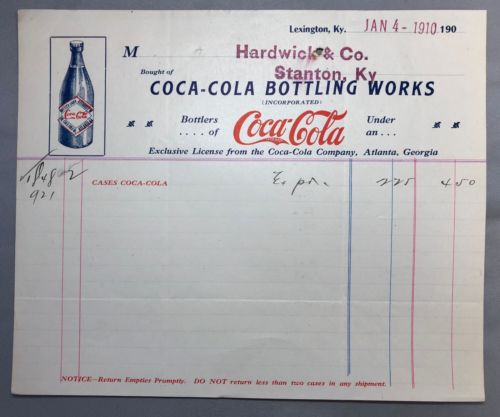 Lexington, Ky. JAN 4 - 1910 190
M Hardwick & Co.
Stanton, Ky
Bought of
COCA-COLA BOTTLING WORKS
(INCORPORATED)
Bottlers .... of Coca-Cola Under an...
Exclusive License from the Coca-Cola Company, Atlanta, Georgia
921 CASES COCA-COLA 225 450
NOTICE—Return Empties Promptly. DO NOT return less than two cases in any shipment.